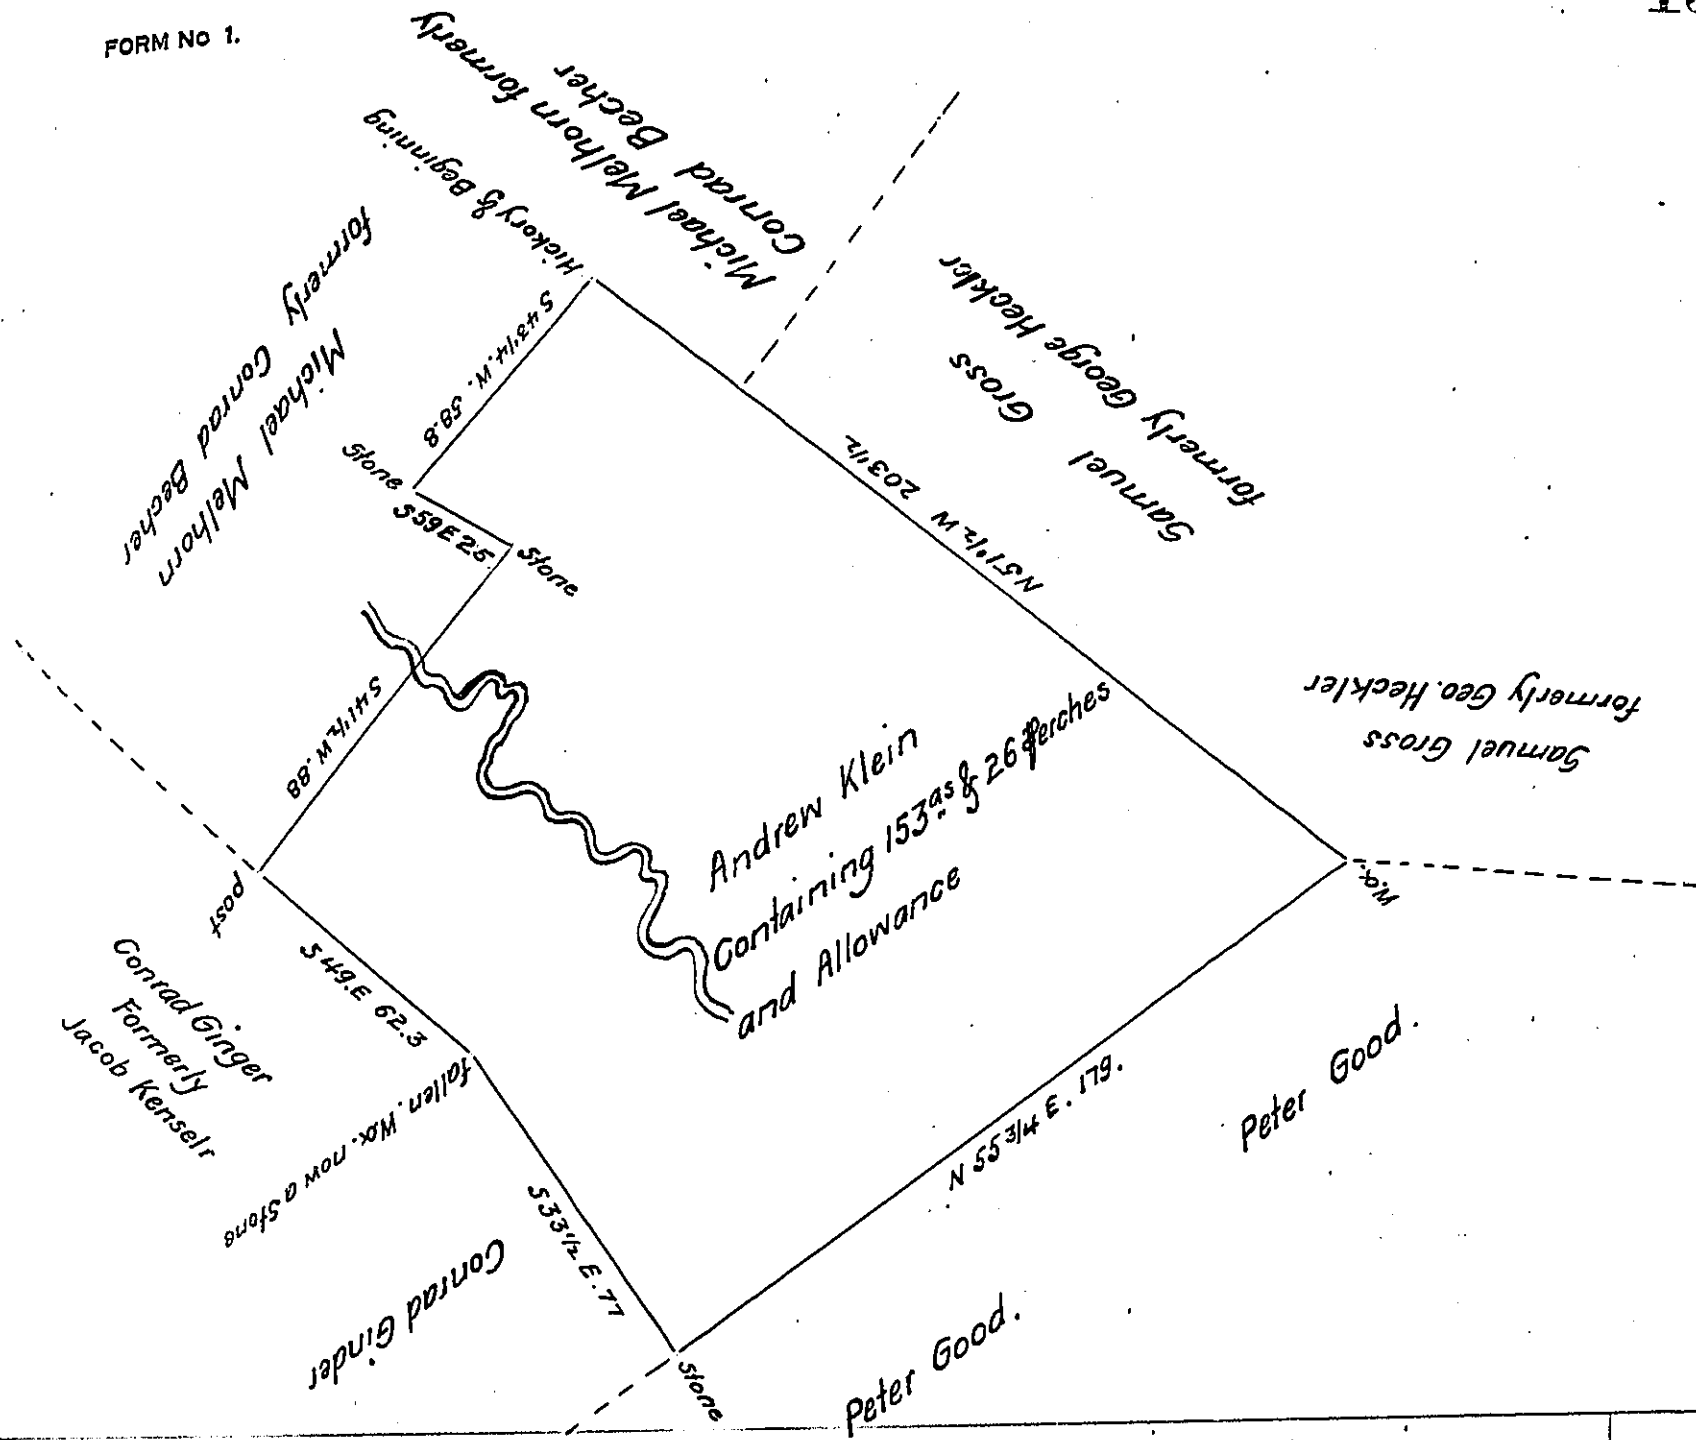 FORM No 1.
Michael Melhorn formerly
Conrad Becher
Hickory & Beginning
Michael Melhorn
formerly Conrad Becher
S 43 1/4. W. 58.8
Stone
S 59 E 25.
Stone
S 41 1/2 W. 88
post
S 49. E 62.3
Conrad Ginger
Formerly
Jacob Kenselr
fallen. W.o. now a Stone
Conrad Ginder
S 33 1/2 E. 77
Stone
N 55 3/4 E. 179.
Peter Good.
Peter Good.
W.o.
Samuel Gross
formerly Geo. Heckler
N 51° 1/2 W 203 1/2
Samuel Gross
formerly George Heckler
Andrew Klein
Containing 153 as & 26 Perches
and Allowance